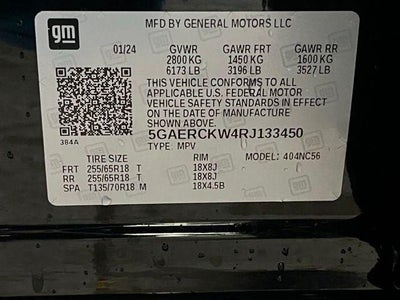 MFD BY GENERAL MOTORS LLC
gm
01/24 GVWR GAWR FRT GAWR RR
2800 KG 1450 KG 1600 KG
6173 LB 3196 LB 3527 LB
THIS VEHICLE CONFORMS TO ALL
APPLICABLE U.S. FEDERAL MOTOR
VEHICLE SAFETY STANDARDS IN EFFECT ON
THE DATE OF MANUFACTURE SHOWN ABOVE.
384A
5GAERCKW4RJ133450
TYPE: MPV MODEL: 404NC56
TIRE SIZE RIM
FRT 255/65R18 T 18X8J
RR 255/65R18 T 18X8J
SPA T135/70R18 M 18X4.5B